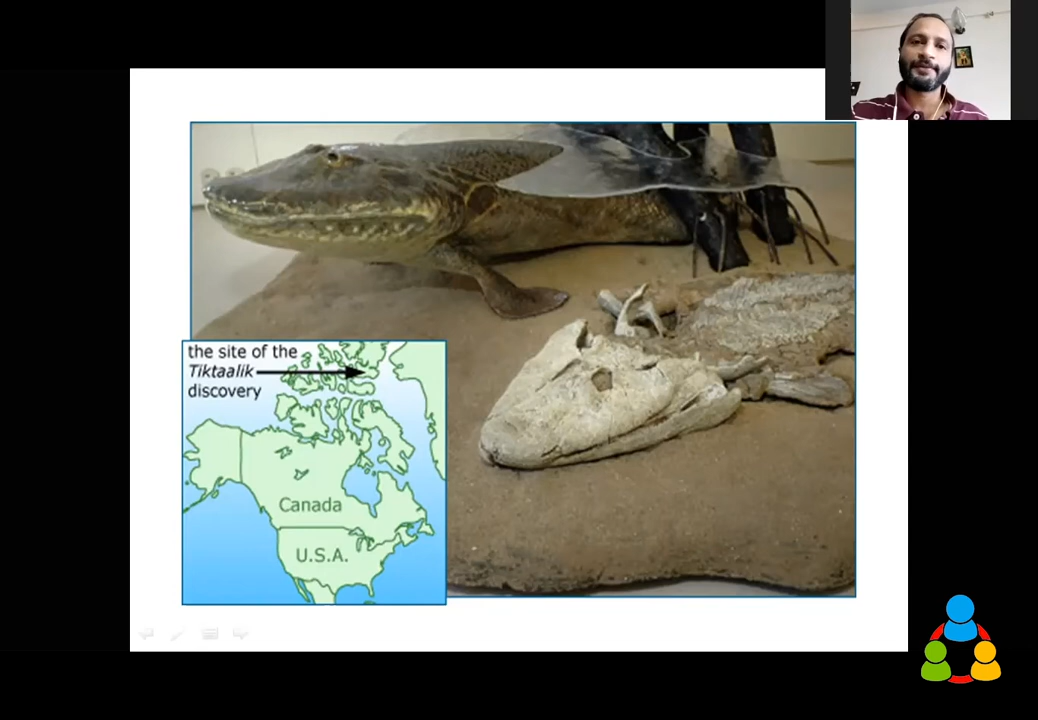 the site of the
Tiktaalik
discovery
Canada
U.S.A.